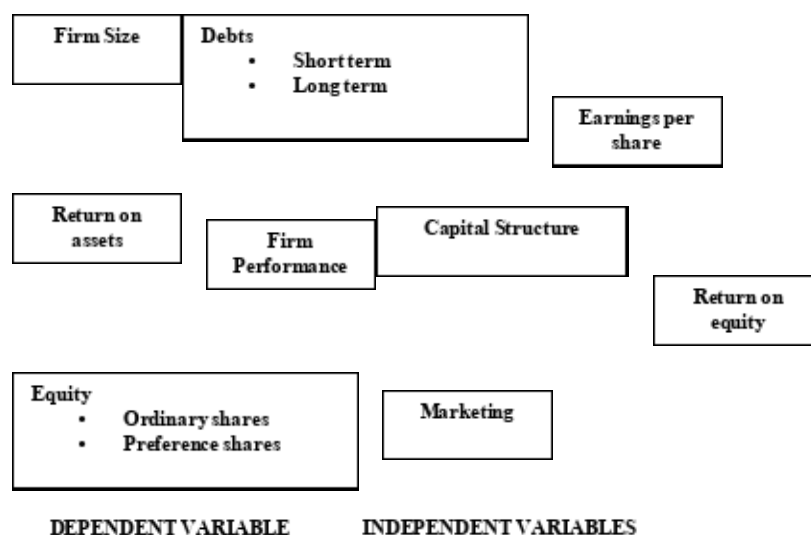 Firm Size
Debts
• Short term
• Long term
Earnings per
share
Return on
assets
Firm
Performance
Capital Structure
Return on
equity
Equity
• Ordinary shares
• Preference shares
Marketing
DEPENDENT VARIABLE INDEPENDENT VARIABLES